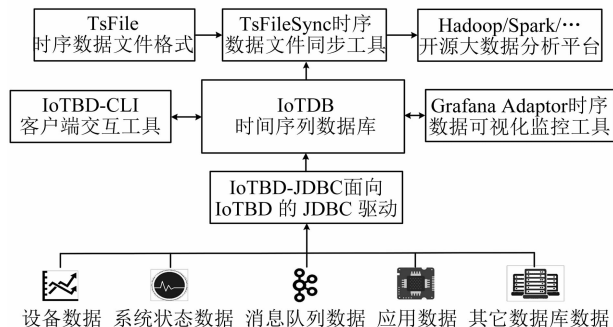 TsFile
时序数据文件格式
TsFileSync时序
数据文件同步工具
Hadoop/Spark/…
开源大数据分析平台
IoTBD-CLI
客户端交互工具
IoTDB
时间序列数据库
Grafana Adaptor时序
数据可视化监控工具
IoTBD-JDBC面向
IoTBD 的 JDBC 驱动
设备数据
系统状态数据
消息队列数据
应用数据
其它数据库数据